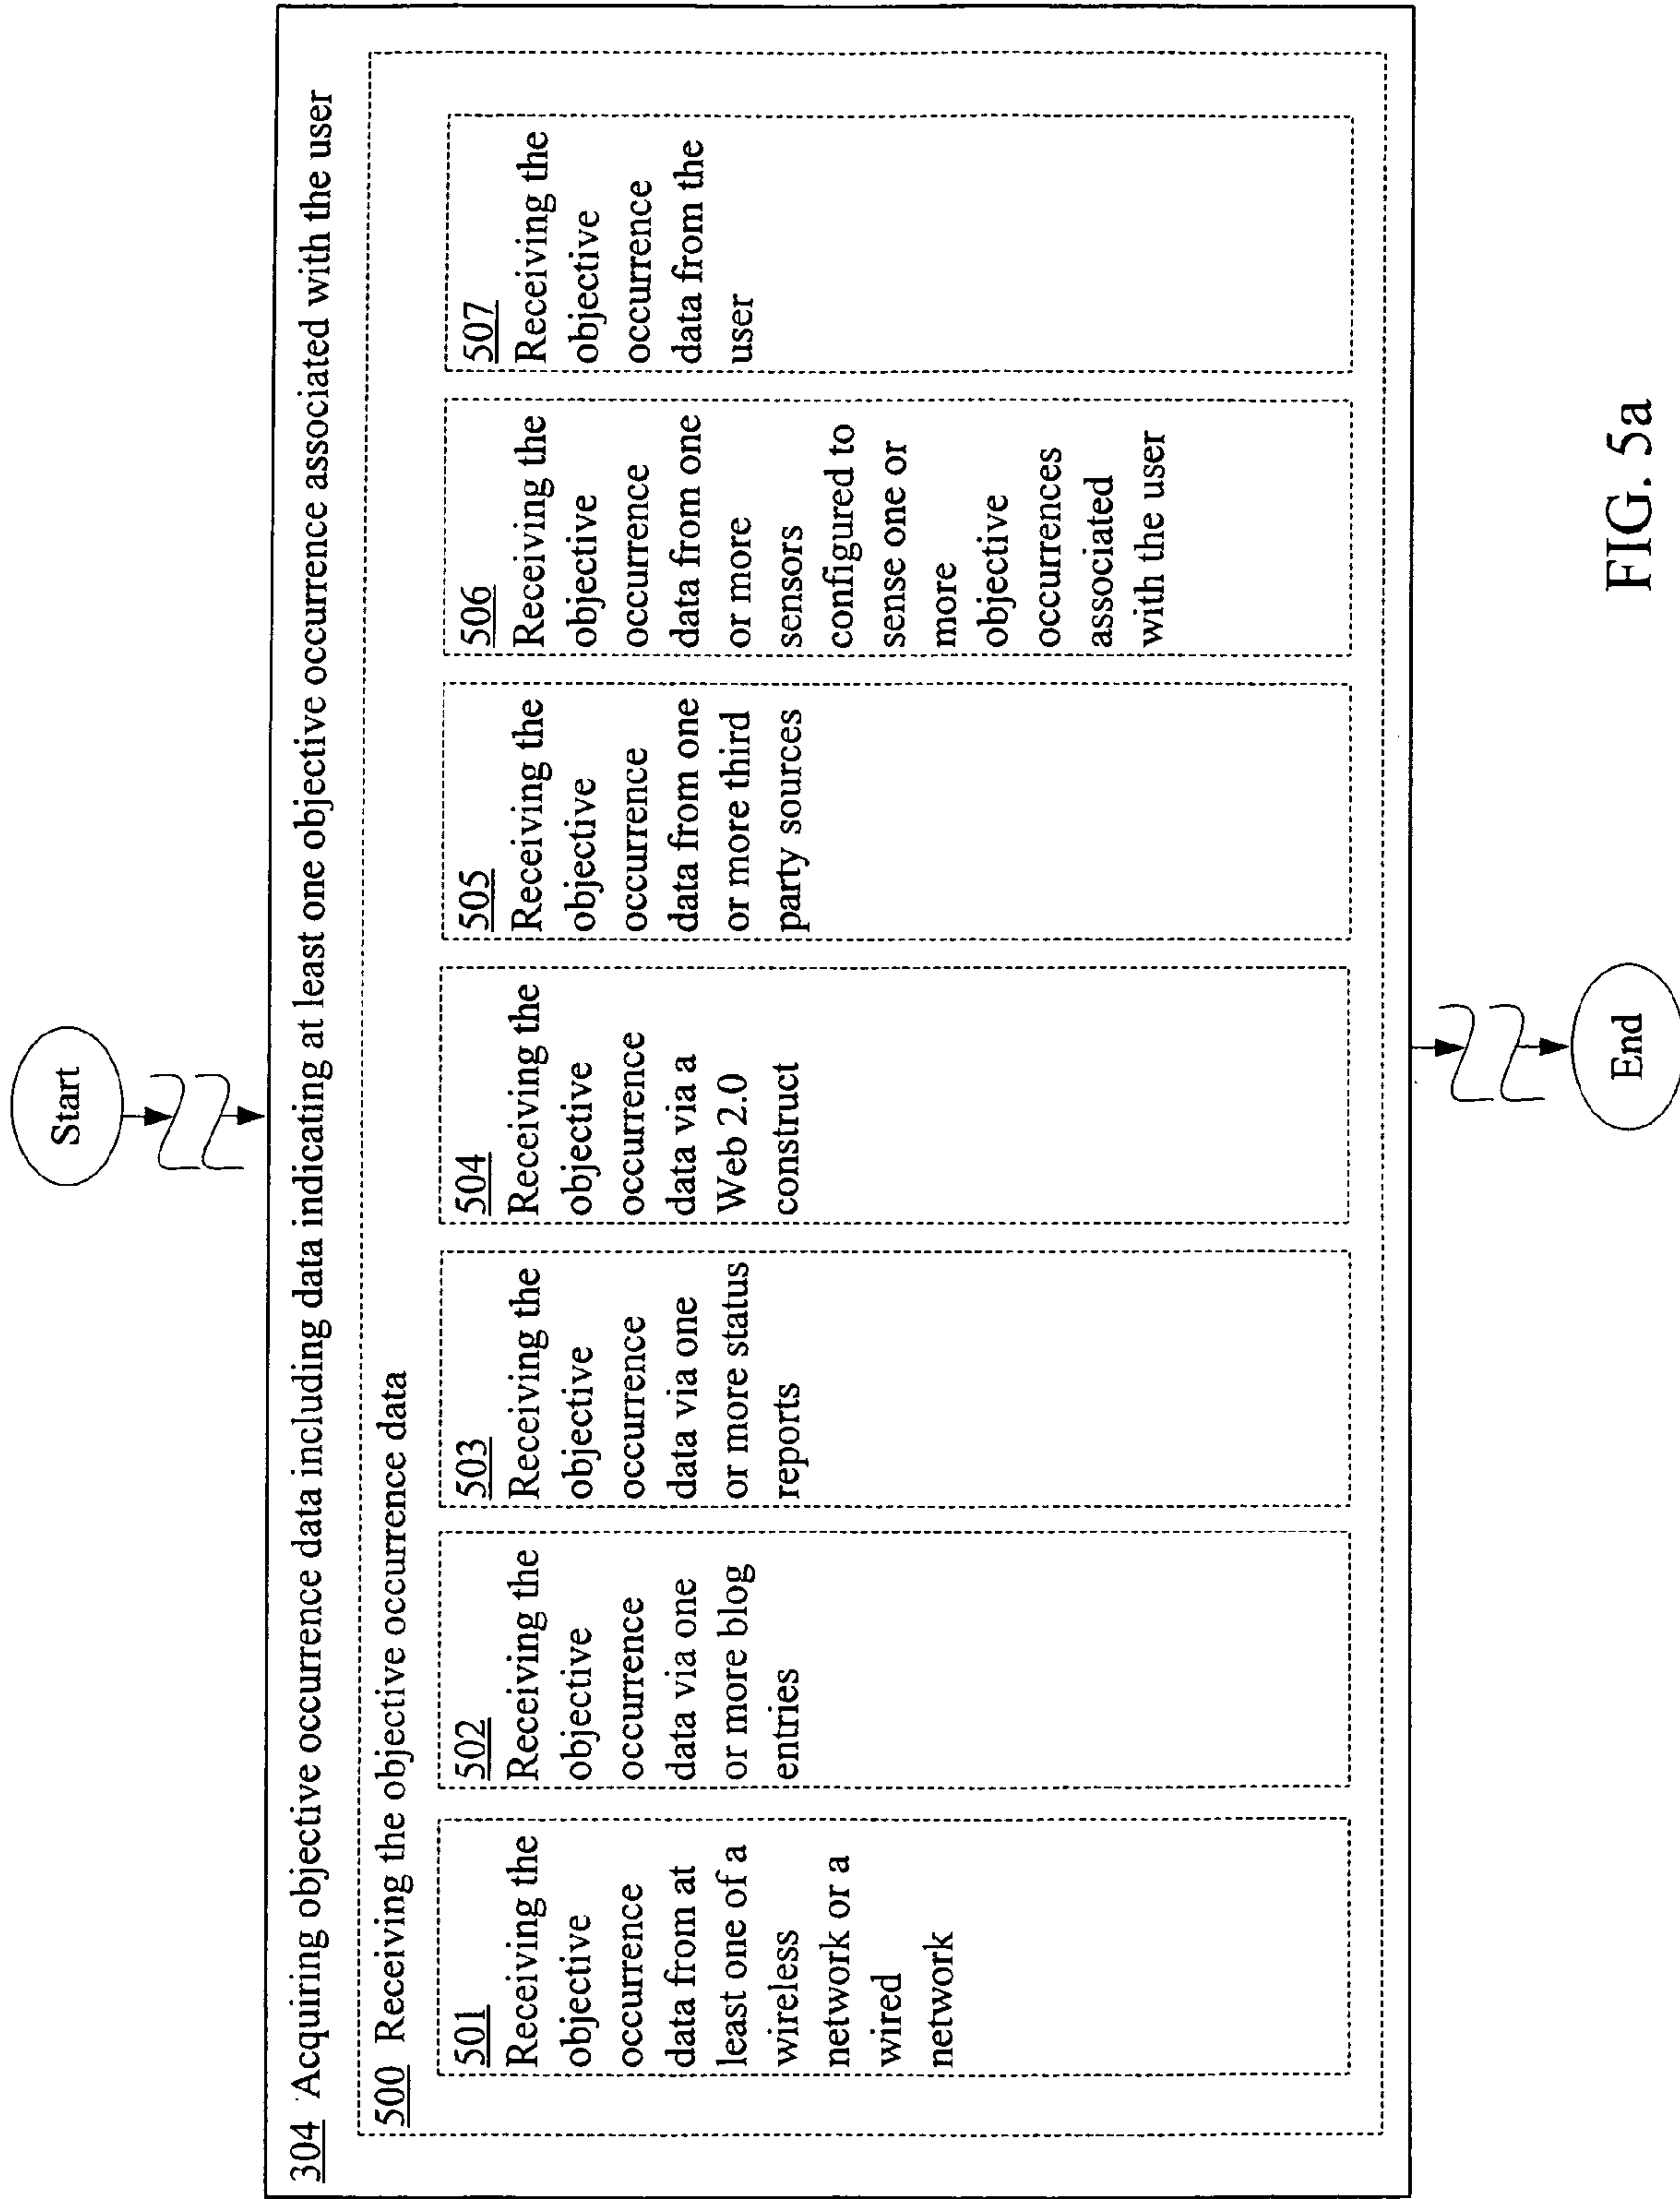 Start
304 Acquiring objective occurrence data including data indicating at least one objective occurrence associated with the user
500 Receiving the objective occurrence data
501
Receiving the
objective
occurrence
data from at
least one of a
wireless
network or a
wired
network
502
Receiving the
objective
occurrence
data via one
or more blog
entries
503
Receiving the
objective
occurrence
data via one
or more status
reports
504
Receiving the
objective
occurrence
data via a
Web 2.0
construct
505
Receiving the
objective
occurrence
data from one
or more third
party sources
506
Receiving the
objective
occurrence
data from one
or more
sensors
configured to
sense one or
more
objective
occurrences
associated
with the user
507
Receiving the
objective
occurrence
data from the
user
End
FIG. 5a